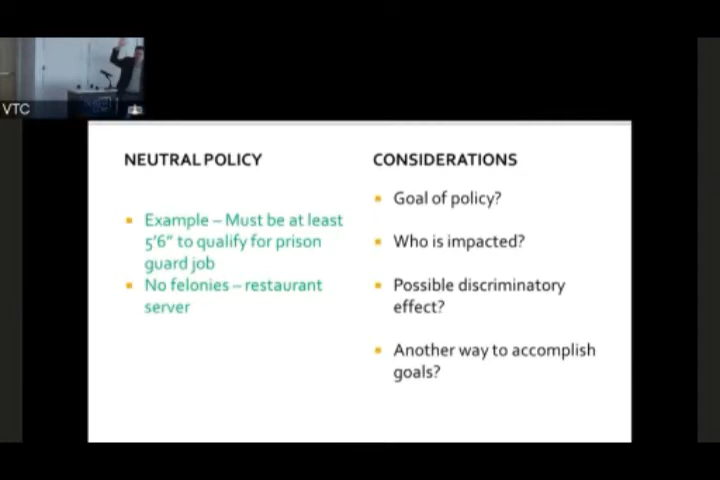 VTC
NEUTRAL POLICY
Example – Must be at least
5'6" to qualify for prison
guard job
No felonies – restaurant
server
CONSIDERATIONS
Goal of policy?
Who is impacted?
Possible discriminatory
effect?
Another way to accomplish
goals?